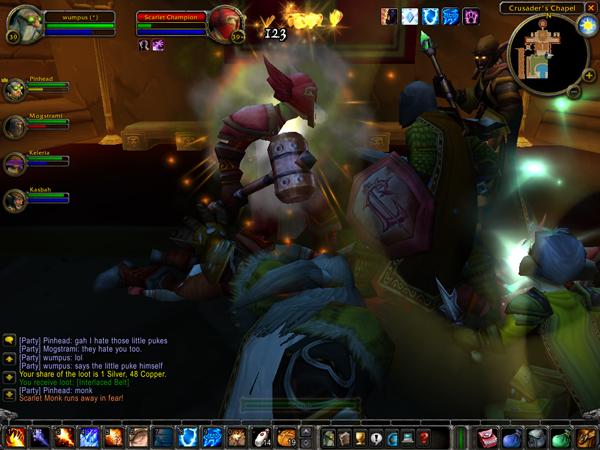 wumpus (*)
39
Scarlet Champion
39+
123
Crusader's Chapel
N
Pinhead
Mogstrami
Keleria
Kasbah
[Party] Pinhead: gah I hate those little pukes
[Party] Mogstrami: they hate you too.
[Party] wumpus: lol
[Party] wumpus: says the little puke himself
Your share of the loot is 1 Silver, 48 Copper.
You receive loot: [Interlaced Belt]
[Party] Pinhead: monk
Scarlet Monk runs away in fear!